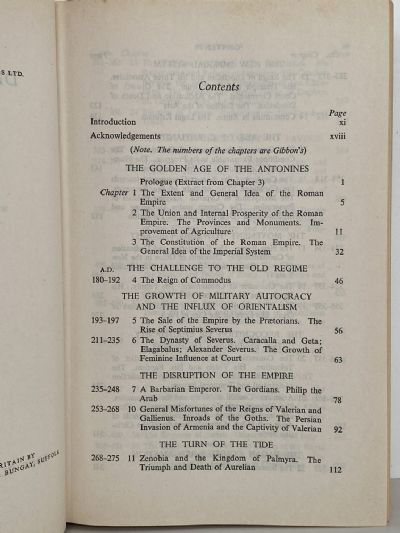 S LTD.
Contents
Page
Introduction xi
Acknowledgements xviii
(Note. The numbers of the chapters are Gibbon's)
THE GOLDEN AGE OF THE ANTONINES
Prologue (Extract from Chapter 3) 1
Chapter 1 The Extent and General Idea of the Roman
Empire 5
2 The Union and Internal Prosperity of the Roman
Empire. The Provinces and Monuments. Im-
provement of Agriculture 11
3 The Constitution of the Roman Empire. The
General Idea of the Imperial System 32
A.D. THE CHALLENGE TO THE OLD REGIME
180–192 4 The Reign of Commodus 46
THE GROWTH OF MILITARY AUTOCRACY
AND THE INFLUX OF ORIENTALISM
193–197 5 The Sale of the Empire by the Prætorians. The
Rise of Septimius Severus 56
211–235 6 The Dynasty of Severus. Caracalla and Geta;
Elagabalus; Alexander Severus. The Growth of
Feminine Influence at Court 63
THE DISRUPTION OF THE EMPIRE
235–248 7 A Barbarian Emperor. The Gordians. Philip the
Arab 78
253–268 10 General Misfortunes of the Reigns of Valerian and
Gallienus. Inroads of the Goths. The Persian
Invasion of Armenia and the Captivity of Valerian 92
THE TURN OF THE TIDE
268–275 11 Zenobia and the Kingdom of Palmyra. The
Triumph and Death of Aurelian 112
RITAIN BY
BUNGAY, SUFFOLK